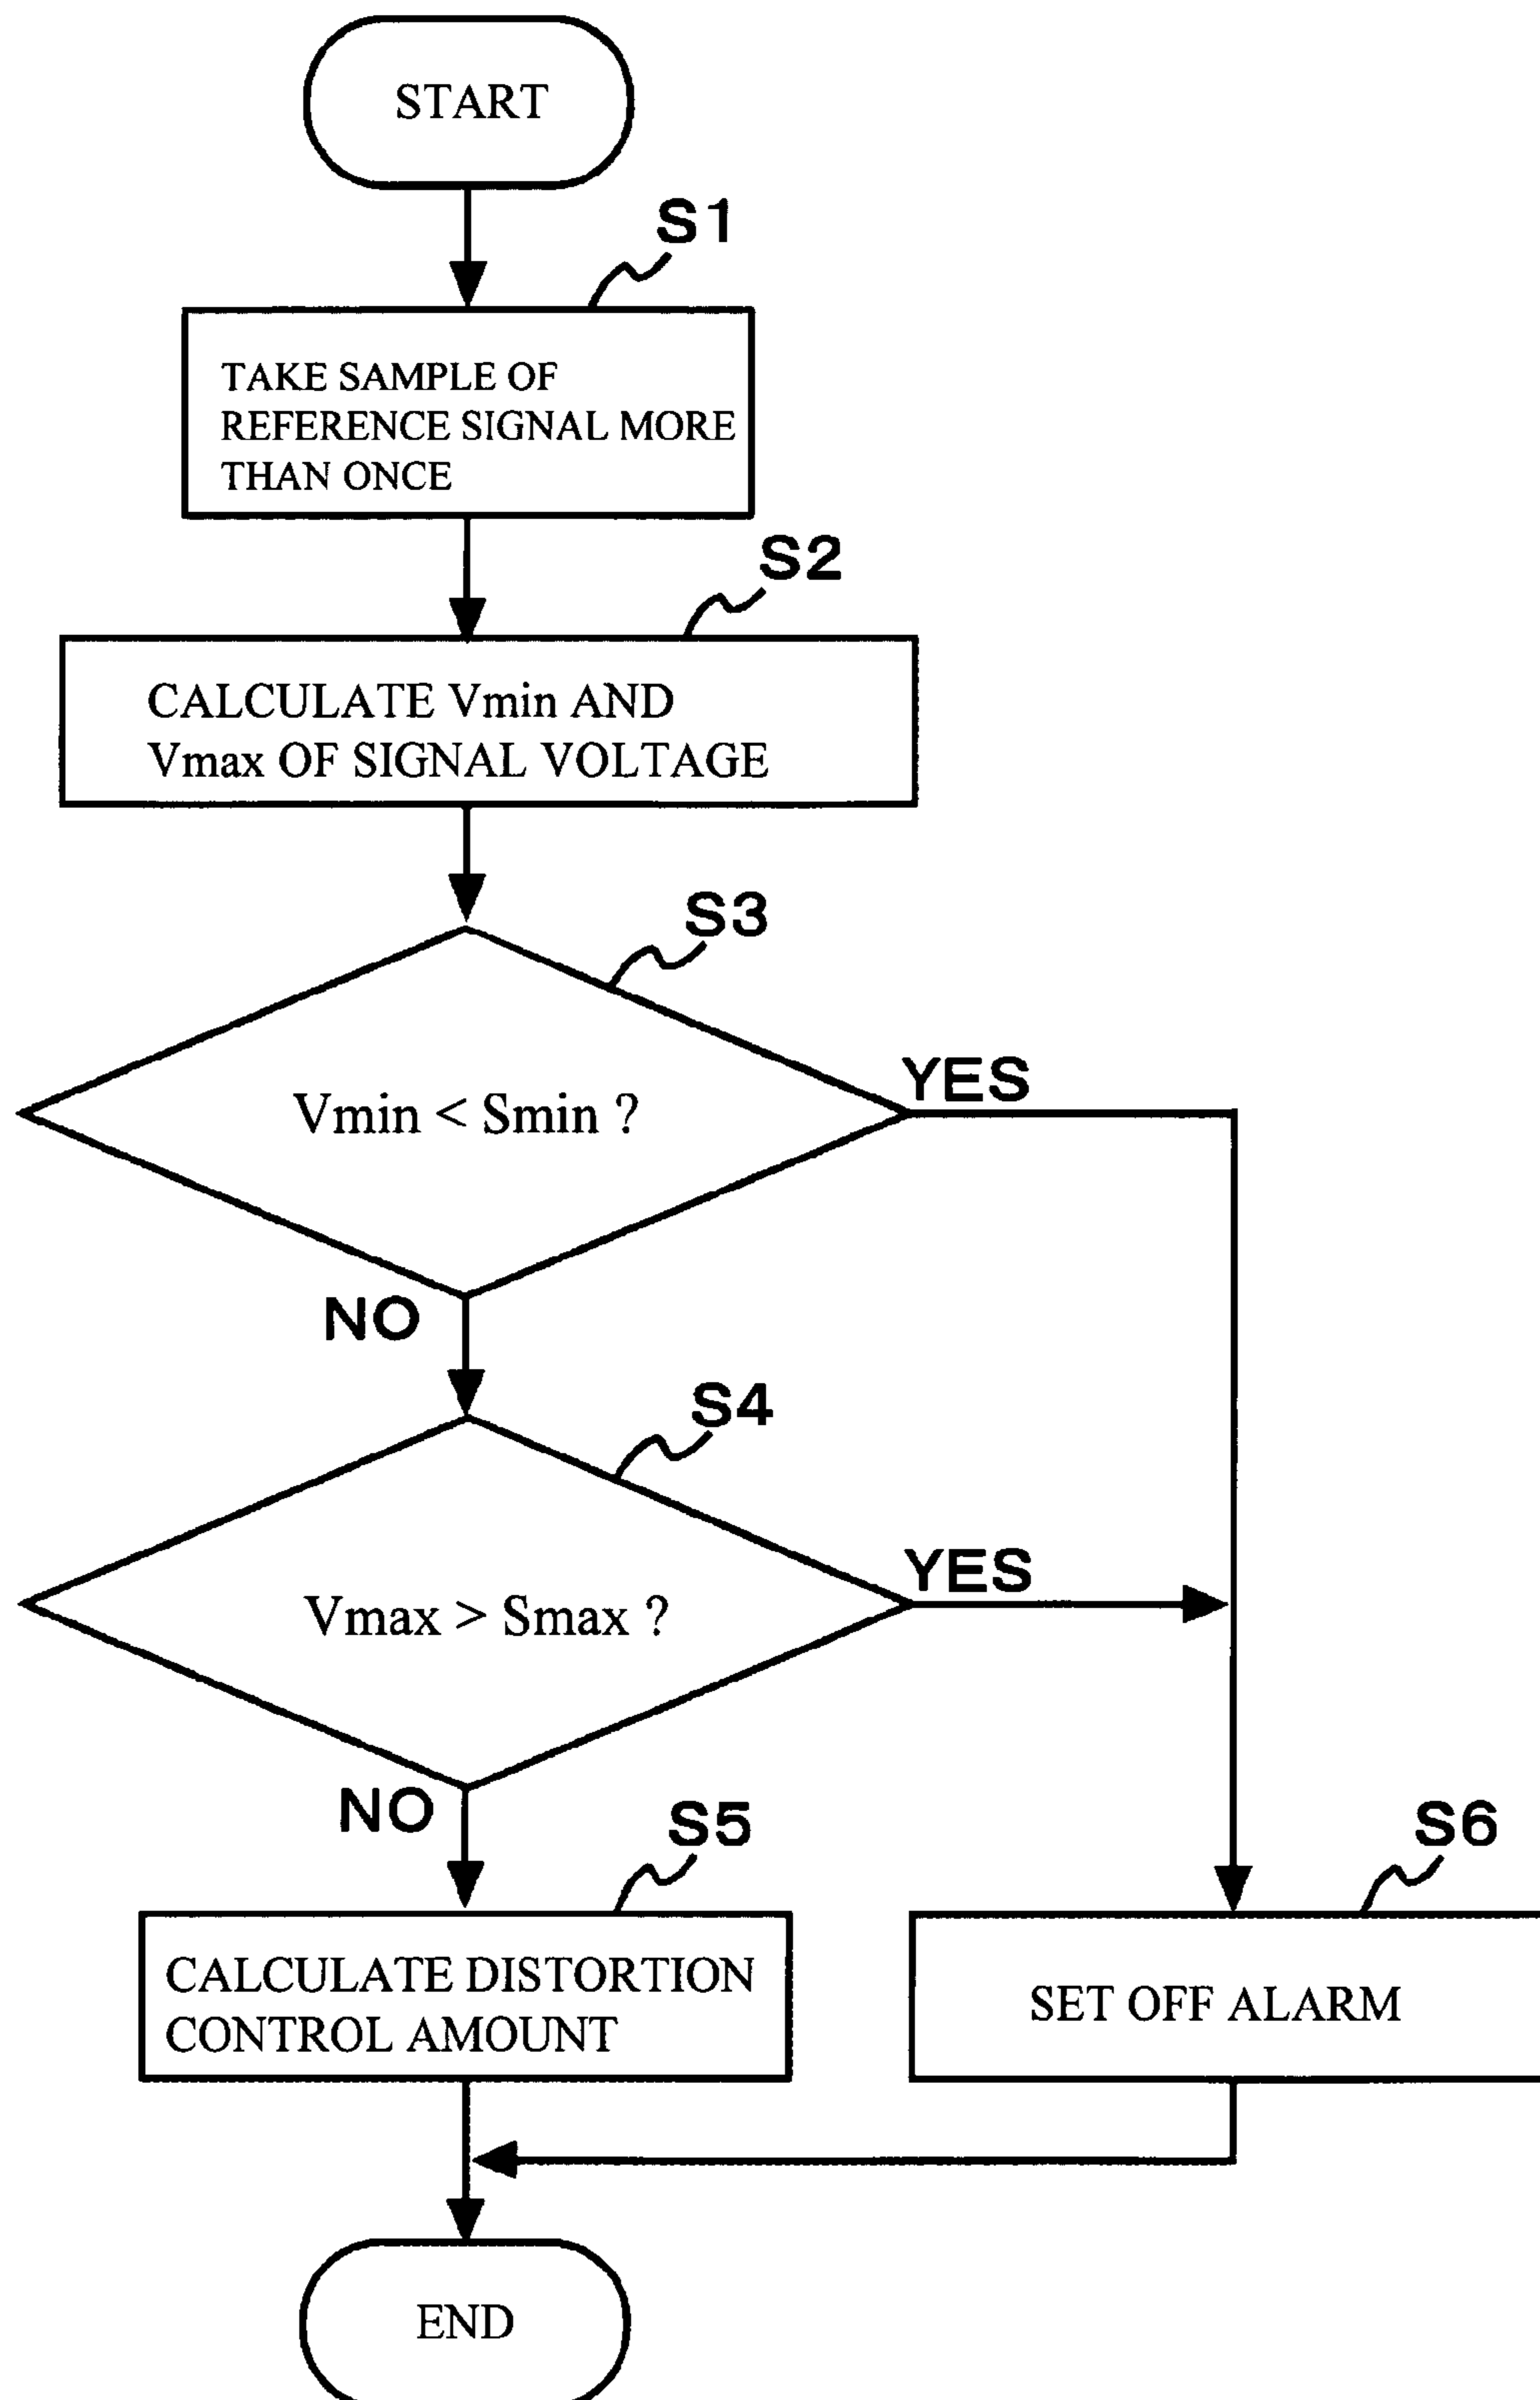 START
S1
TAKE SAMPLE OF
REFERENCE SIGNAL MORE
THAN ONCE
S2
CALCULATE Vmin AND
Vmax OF SIGNAL VOLTAGE
S3
Vmin < Smin ?
YES
NO
S4
Vmax > Smax ?
YES
NO
S5
CALCULATE DISTORTION
CONTROL AMOUNT
S6
SET OFF ALARM
END